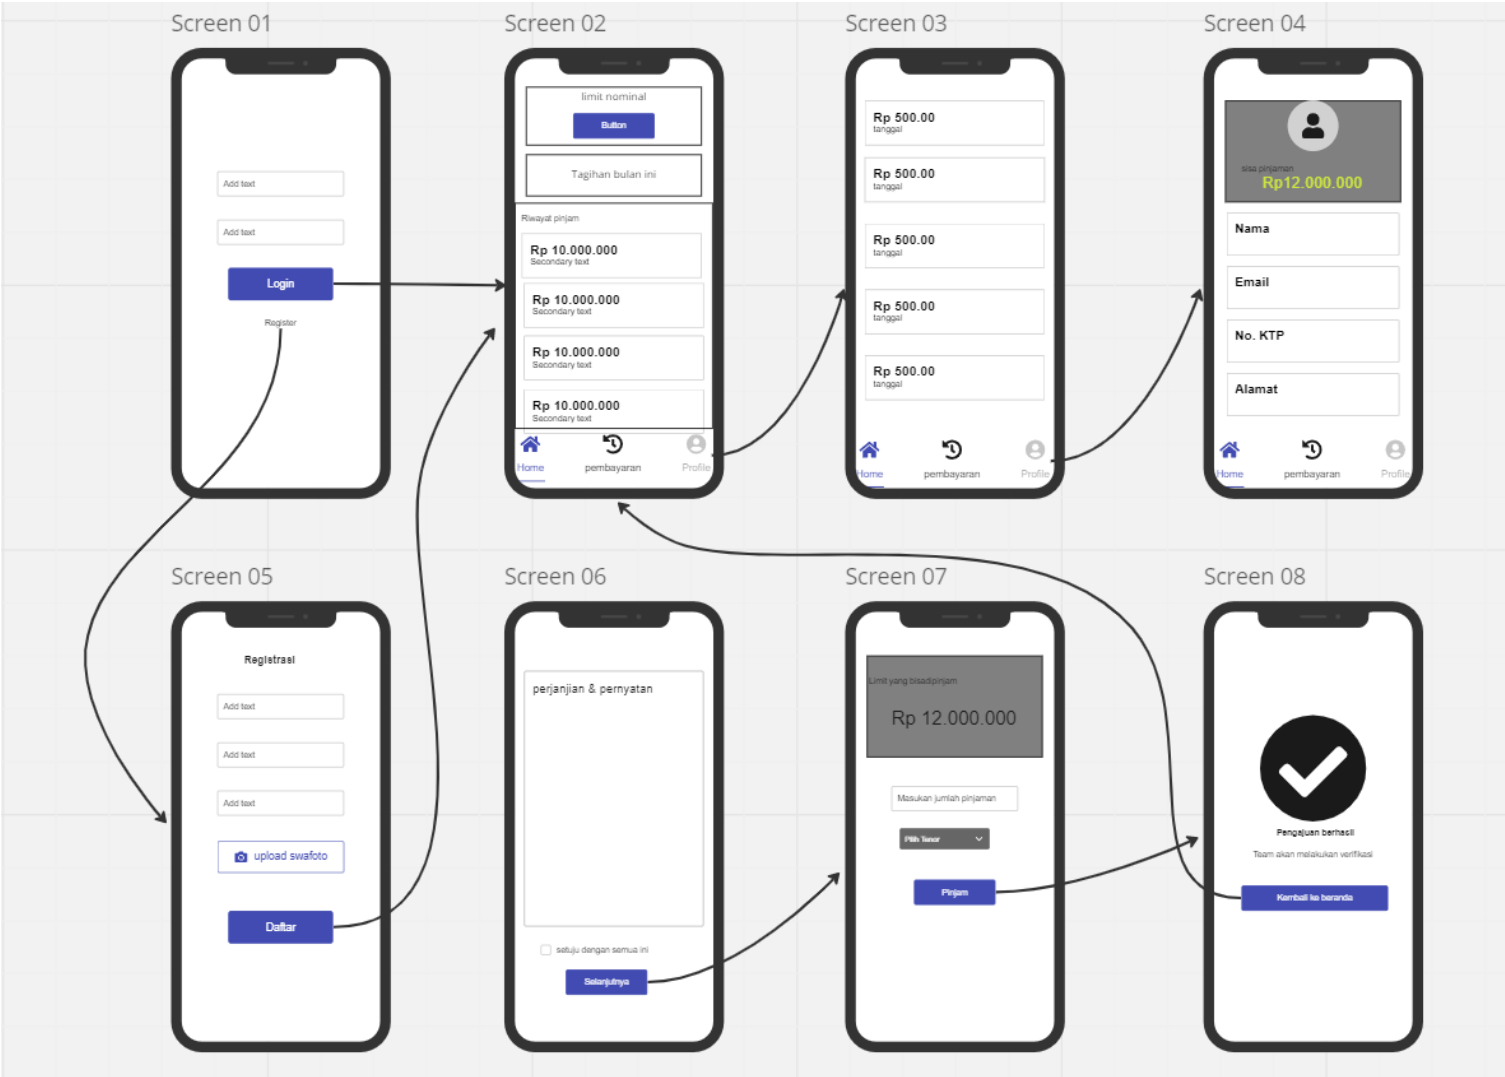 Screen 01
Add text
Add text
Login
Register
Screen 02
limit nominal
Button
Tagihan bulan ini
Riwayat pinjam
Rp 10.000.000
Secondary text
Rp 10.000.000
Secondary text
Rp 10.000.000
Secondary text
Rp 10.000.000
Secondary text
Home
pembayaran
Profile
Screen 03
Rp 500.00
tanggal
Rp 500.00
tanggal
Rp 500.00
tanggal
Rp 500.00
tanggal
Rp 500.00
tanggal
Home
pembayaran
Profile
Screen 04
sisa pinjaman
Rp12.000.000
Nama
Email
No. KTP
Alamat
Home
pembayaran
Profile
Screen 05
Registrasi
Add text
Add text
Add text
upload swafoto
Daftar
Screen 06
perjanjian & pernyatan
setuju dengan semua ini
Selanjutnya
Screen 07
Limit yang bisadipinjam
Rp 12.000.000
Masukan jumlah pinjaman
Pilih Tenor
Pinjam
Screen 08
Pengajuan berhasil
Team akan melakukan verifikasi
Kembali ke beranda